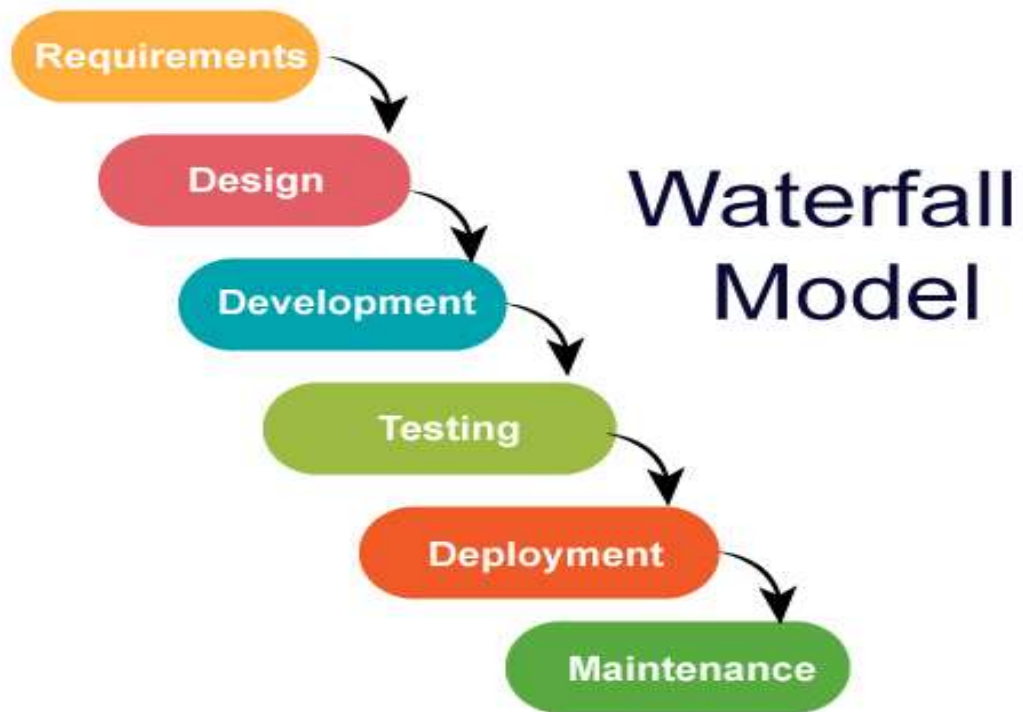 Requirements
Design
Waterfall
Model
Development
Testing
Deployment
Maintenance